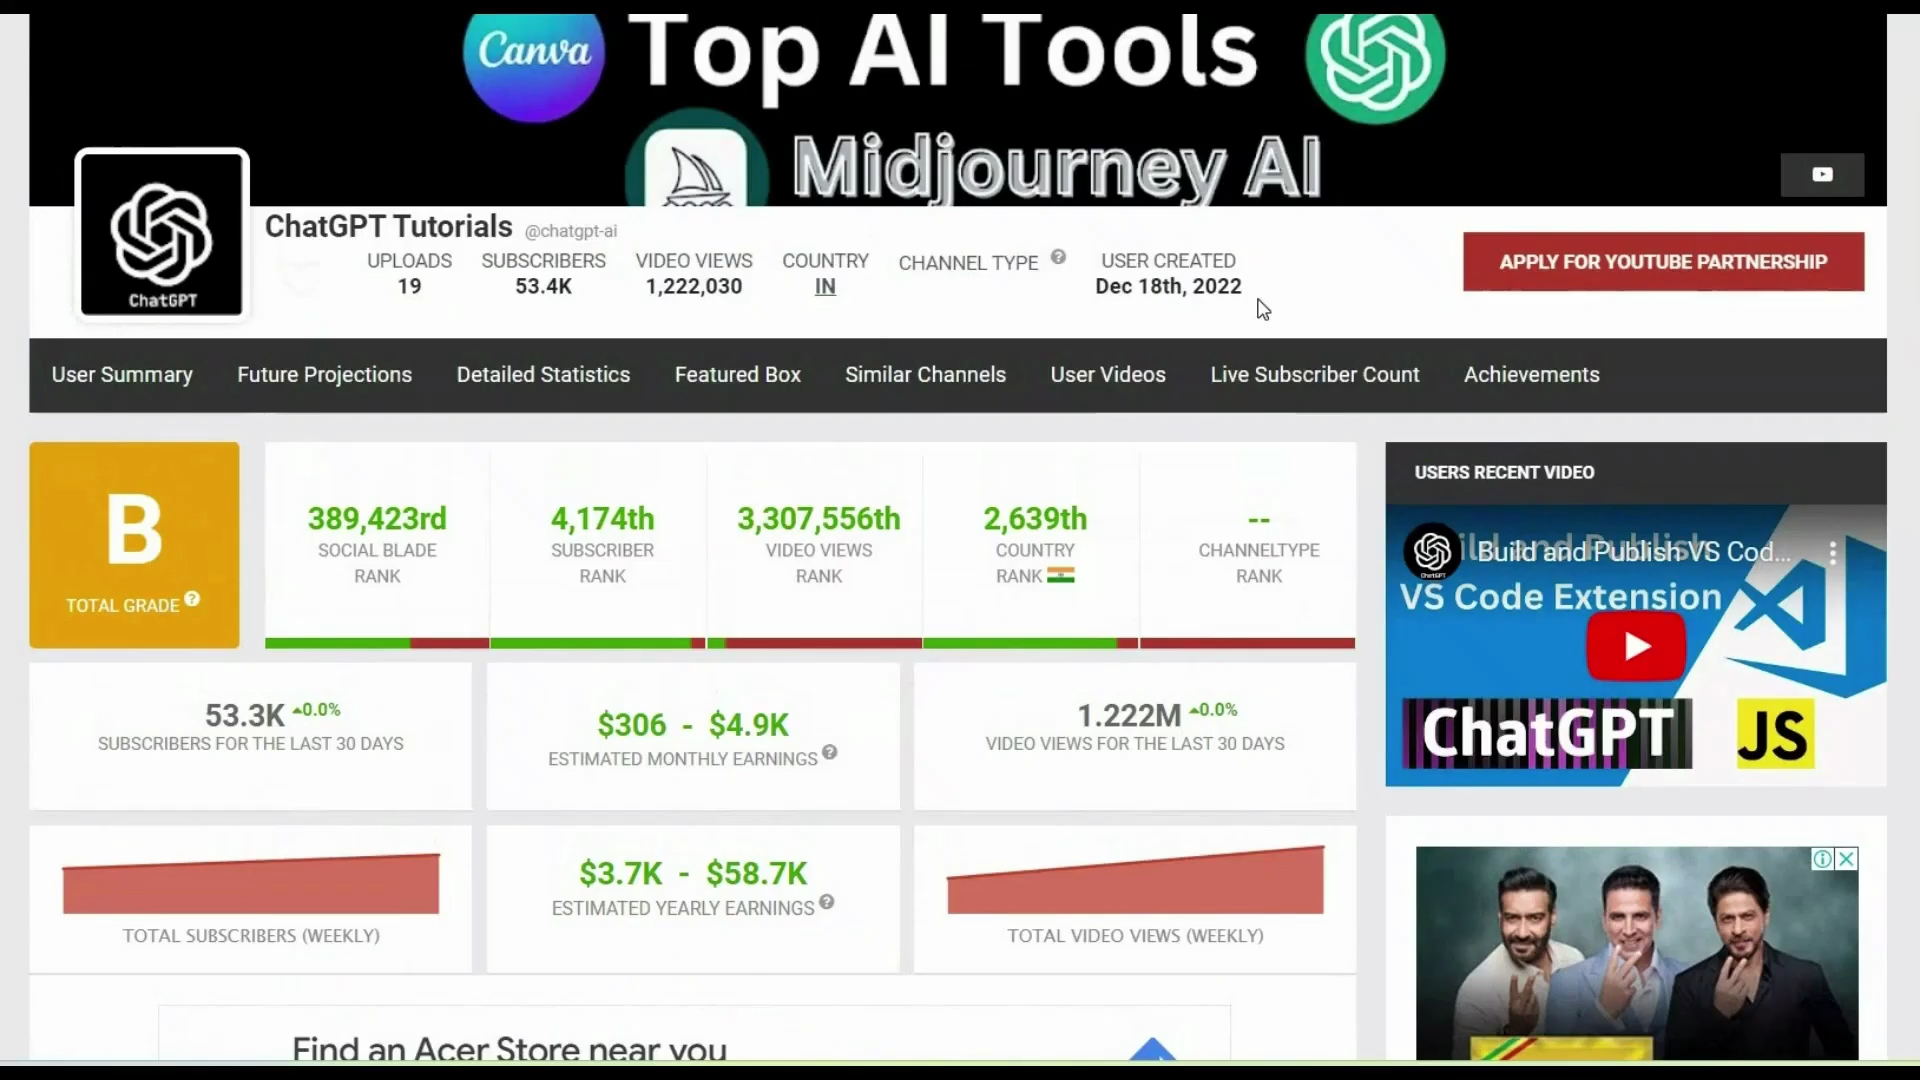 Canva
Top AI Tools
Midjourney AI
ChatGPT
ChatGPT Tutorials @chatgpt-ai
UPLOADS
19
SUBSCRIBERS
53.4K
VIDEO VIEWS
1,222,030
COUNTRY
IN
CHANNEL TYPE ?
USER CREATED
Dec 18th, 2022
APPLY FOR YOUTUBE PARTNERSHIP
User Summary
Future Projections
Detailed Statistics
Featured Box
Similar Channels
User Videos
Live Subscriber Count
Achievements
B
TOTAL GRADE ?
389,423rd
SOCIAL BLADE
RANK
4,174th
SUBSCRIBER
RANK
3,307,556th
VIDEO VIEWS
RANK
2,639th
COUNTRY
RANK
--
CHANNELTYPE
RANK
53.3K 0.0%
SUBSCRIBERS FOR THE LAST 30 DAYS
$306 - $4.9K
ESTIMATED MONTHLY EARNINGS ?
1.222M 0.0%
VIDEO VIEWS FOR THE LAST 30 DAYS
TOTAL SUBSCRIBERS (WEEKLY)
$3.7K - $58.7K
ESTIMATED YEARLY EARNINGS ?
TOTAL VIDEO VIEWS (WEEKLY)
Find an Acer Store near you
USERS RECENT VIDEO
Build and Publish VS Cod...
VS Code Extension
ChatGPT
JS